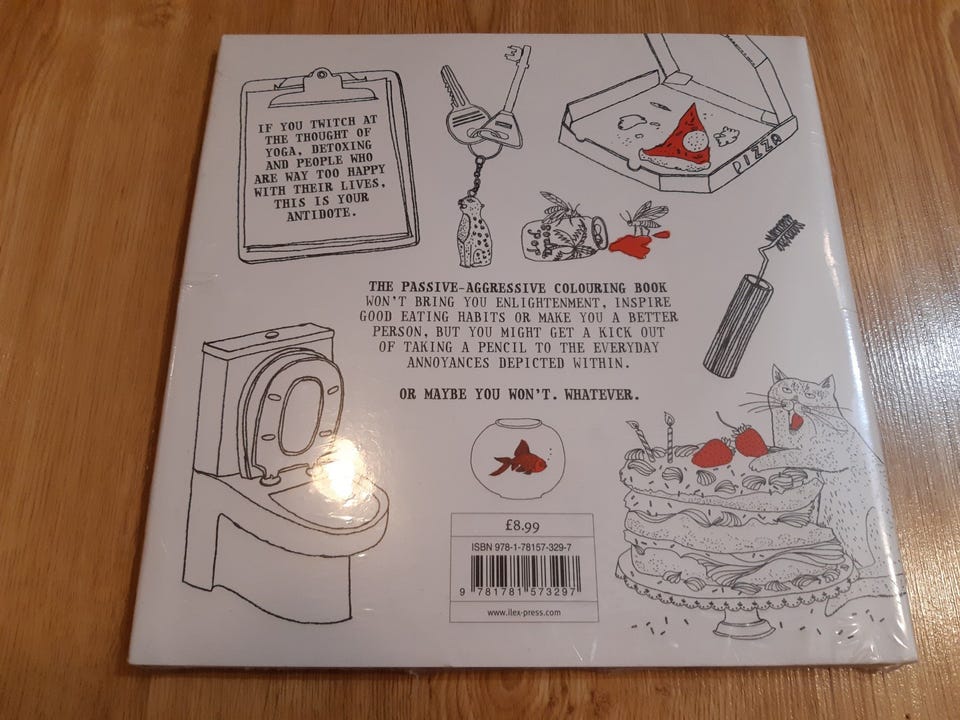 IF YOU TWITCH AT
THE THOUGHT OF
YOGA, DETOXING
AND PEOPLE WHO
ARE WAY TOO HAPPY
WITH THEIR LIVES,
THIS IS YOUR
ANTIDOTE.
PIZZA
THE PASSIVE-AGGRESSIVE COLOURING BOOK
WON'T BRING YOU ENLIGHTENMENT, INSPIRE
GOOD EATING HABITS OR MAKE YOU A BETTER
PERSON, BUT YOU MIGHT GET A KICK OUT
OF TAKING A PENCIL TO THE EVERYDAY
ANNOYANCES DEPICTED WITHIN.
OR MAYBE YOU WON'T. WHATEVER.
£8.99
ISBN 978-1-78157-329-7
9 781781 573297
www.ilex-press.com